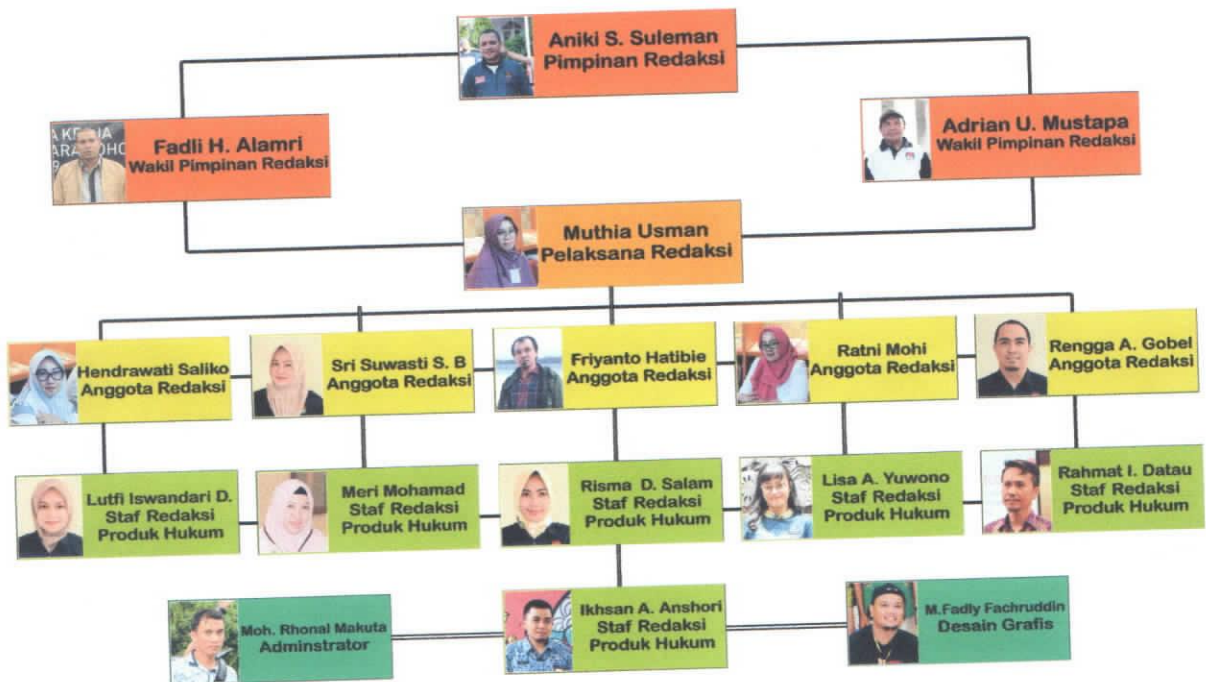 Aniki S. Suleman
Pimpinan Redaksi
Fadli H. Alamri
Wakil Pimpinan Redaksi
Adrian U. Mustapa
Wakil Pimpinan Redaksi
Muthia Usman
Pelaksana Redaksi
Hendrawati Saliko
Anggota Redaksi
Sri Suwasti S. B
Anggota Redaksi
Friyanto Hatibie
Anggota Redaksi
Ratni Mohi
Anggota Redaksi
Rengga A. Gobel
Anggota Redaksi
Lutfi Iswandari D.
Staf Redaksi
Produk Hukum
Meri Mohamad
Staf Redaksi
Produk Hukum
Risma D. Salam
Staf Redaksi
Produk Hukum
Lisa A. Yuwono
Staf Redaksi
Produk Hukum
Rahmat I. Datau
Staf Redaksi
Produk Hukum
Moh. Rhonal Makuta
Adminstrator
Ikhsan A. Anshori
Staf Redaksi
Produk Hukum
M.Fadly Fachruddin
Desain Grafis